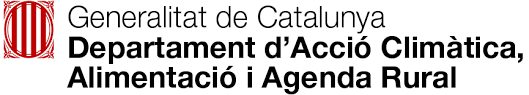 Generalitat de Catalunya
Departament d’Acció Climàtica,
Alimentació i Agenda Rural